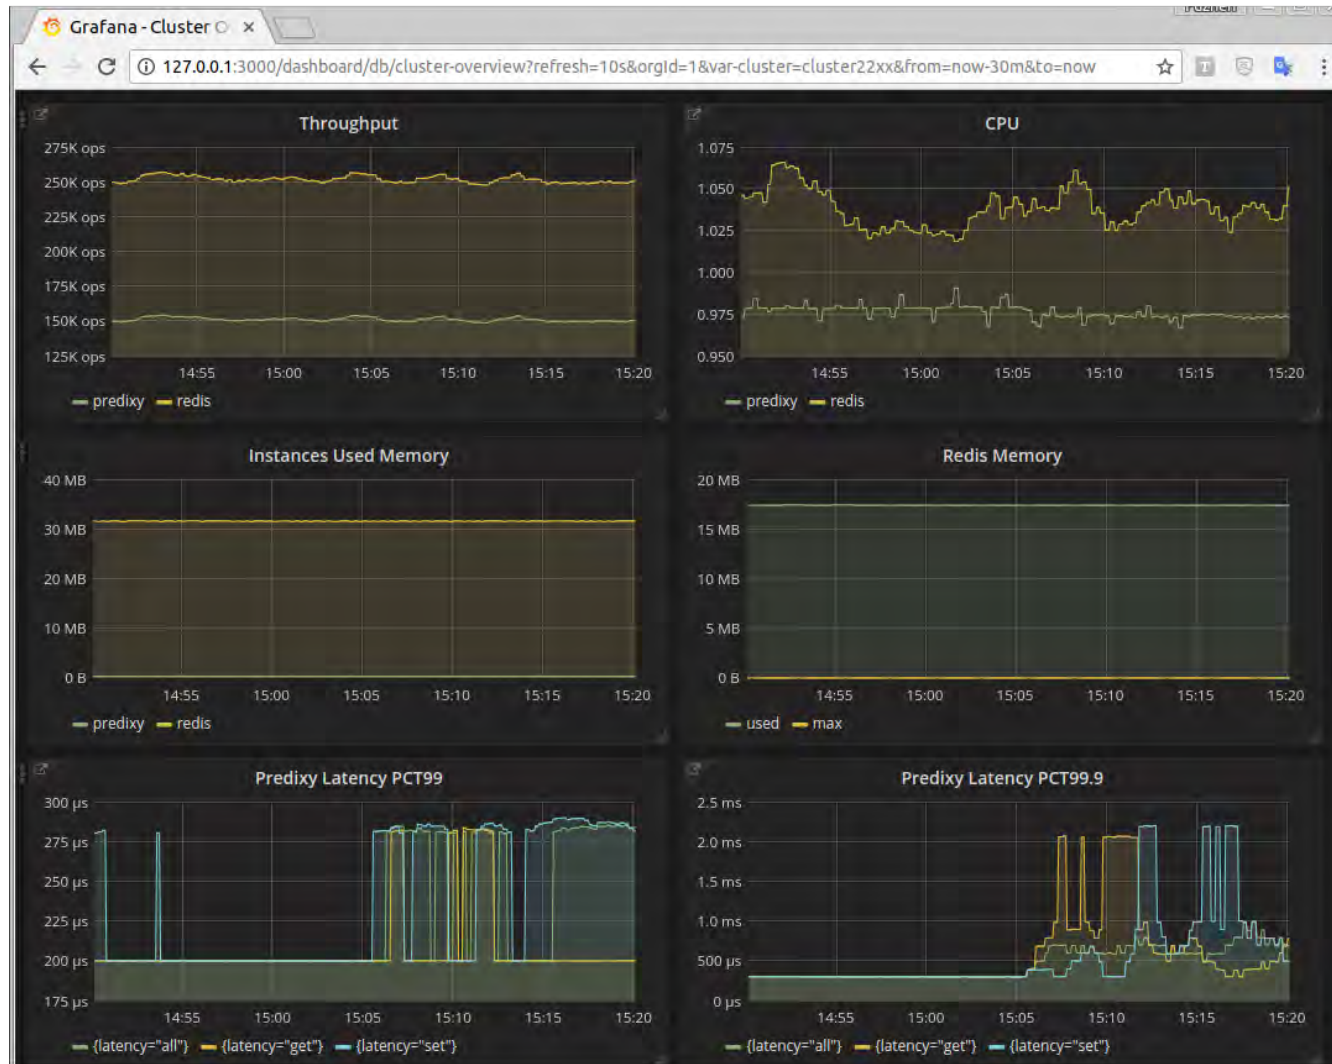 Grafana - Cluster O
127.0.0.1:3000/dashboard/db/cluster-overview?refresh=10s&orgId=1&var-cluster=cluster22xx&from=now-30m&to=now
Throughput
275K ops
250K ops
225K ops
200K ops
175K ops
150K ops
125K ops
14:55 15:00 15:05 15:10 15:15 15:20
predixy redis
CPU
1.075
1.050
1.025
1.000
0.975
0.950
14:55 15:00 15:05 15:10 15:15 15:20
predixy redis
Instances Used Memory
40 MB
30 MB
20 MB
10 MB
0 B
14:55 15:00 15:05 15:10 15:15 15:20
predixy redis
Redis Memory
20 MB
15 MB
10 MB
5 MB
0 B
14:55 15:00 15:05 15:10 15:15 15:20
used max
Predixy Latency PCT99
300 µs
275 µs
250 µs
225 µs
200 µs
175 µs
14:55 15:00 15:05 15:10 15:15 15:20
{latency="all"} {latency="get"} {latency="set"}
Predixy Latency PCT99.9
2.5 ms
2.0 ms
1.5 ms
1.0 ms
500 µs
0 µs
14:55 15:00 15:05 15:10 15:15 15:20
{latency="all"} {latency="get"} {latency="set"}